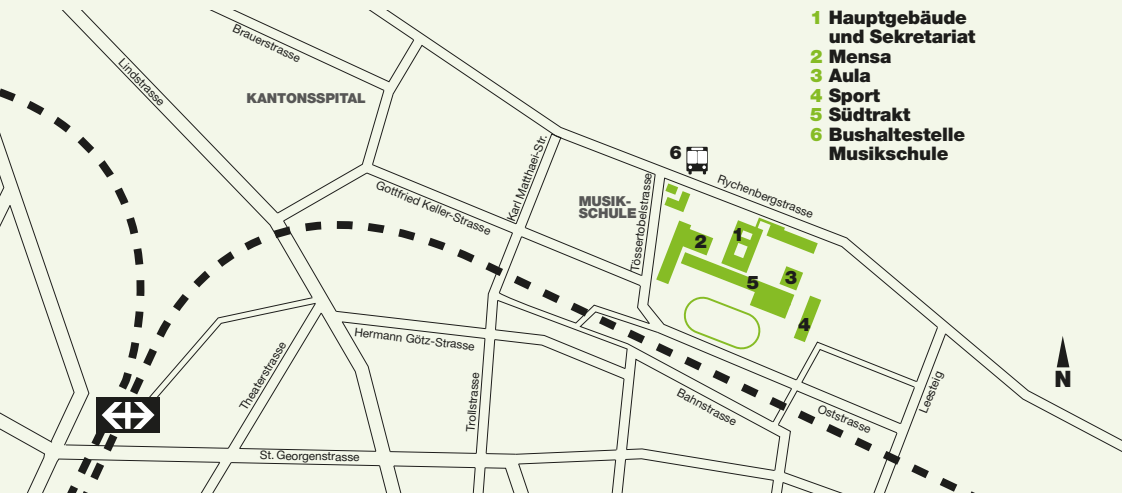 1 Hauptgebäude
und Sekretariat
2 Mensa
3 Aula
4 Sport
5 Südtrakt
6 Bushaltestelle
Musikschule
Brauerstrasse
Lindstrasse
KANTONSSPITAL
Karl Matthaei-Str.
6
Rychenbergstrasse
Gottfried Keller-Strasse
MUSIK-
SCHULE
Tössertobelstrasse
1
2
3
5
4
Hermann Götz-Strasse
Theaterstrasse
Trollstrasse
Bahnstrasse
Oststrasse
Leesteig
N
St. Georgenstrasse